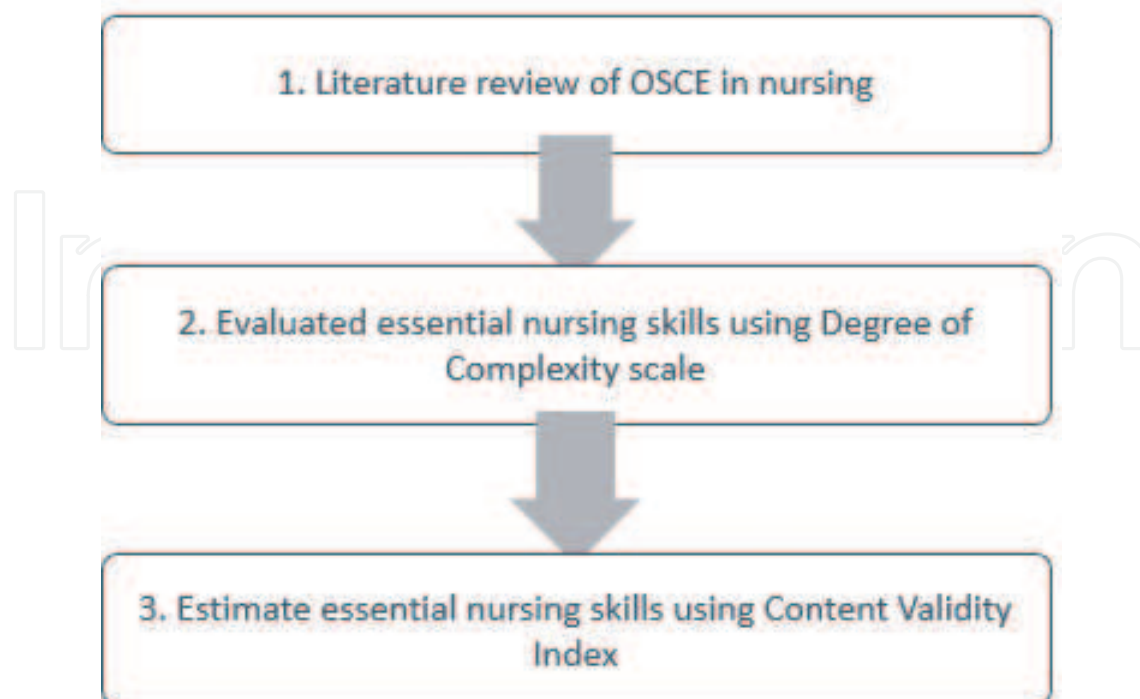 1. Literature review of OSCE in nursing
2. Evaluated essential nursing skills using Degree of
Complexity scale
3. Estimate essential nursing skills using Content Validity
Index